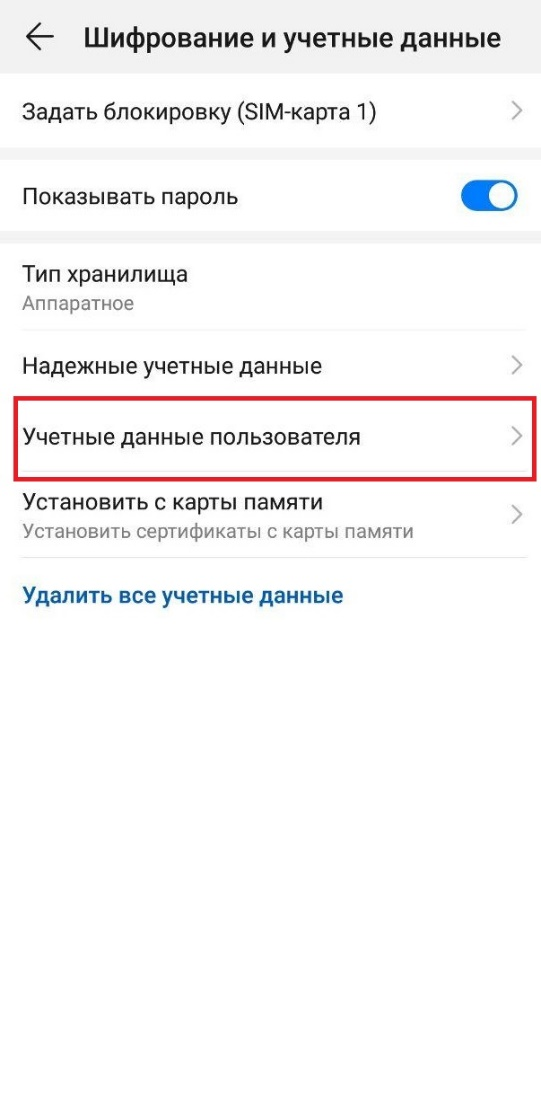 Шифрование и учетные данные
Задать блокировку (SIM-карта 1)
Показывать пароль
Тип хранилища
Аппаратное
Надежные учетные данные
Учетные данные пользователя
Установить с карты памяти
Установить сертификаты с карты памяти
Удалить все учетные данные